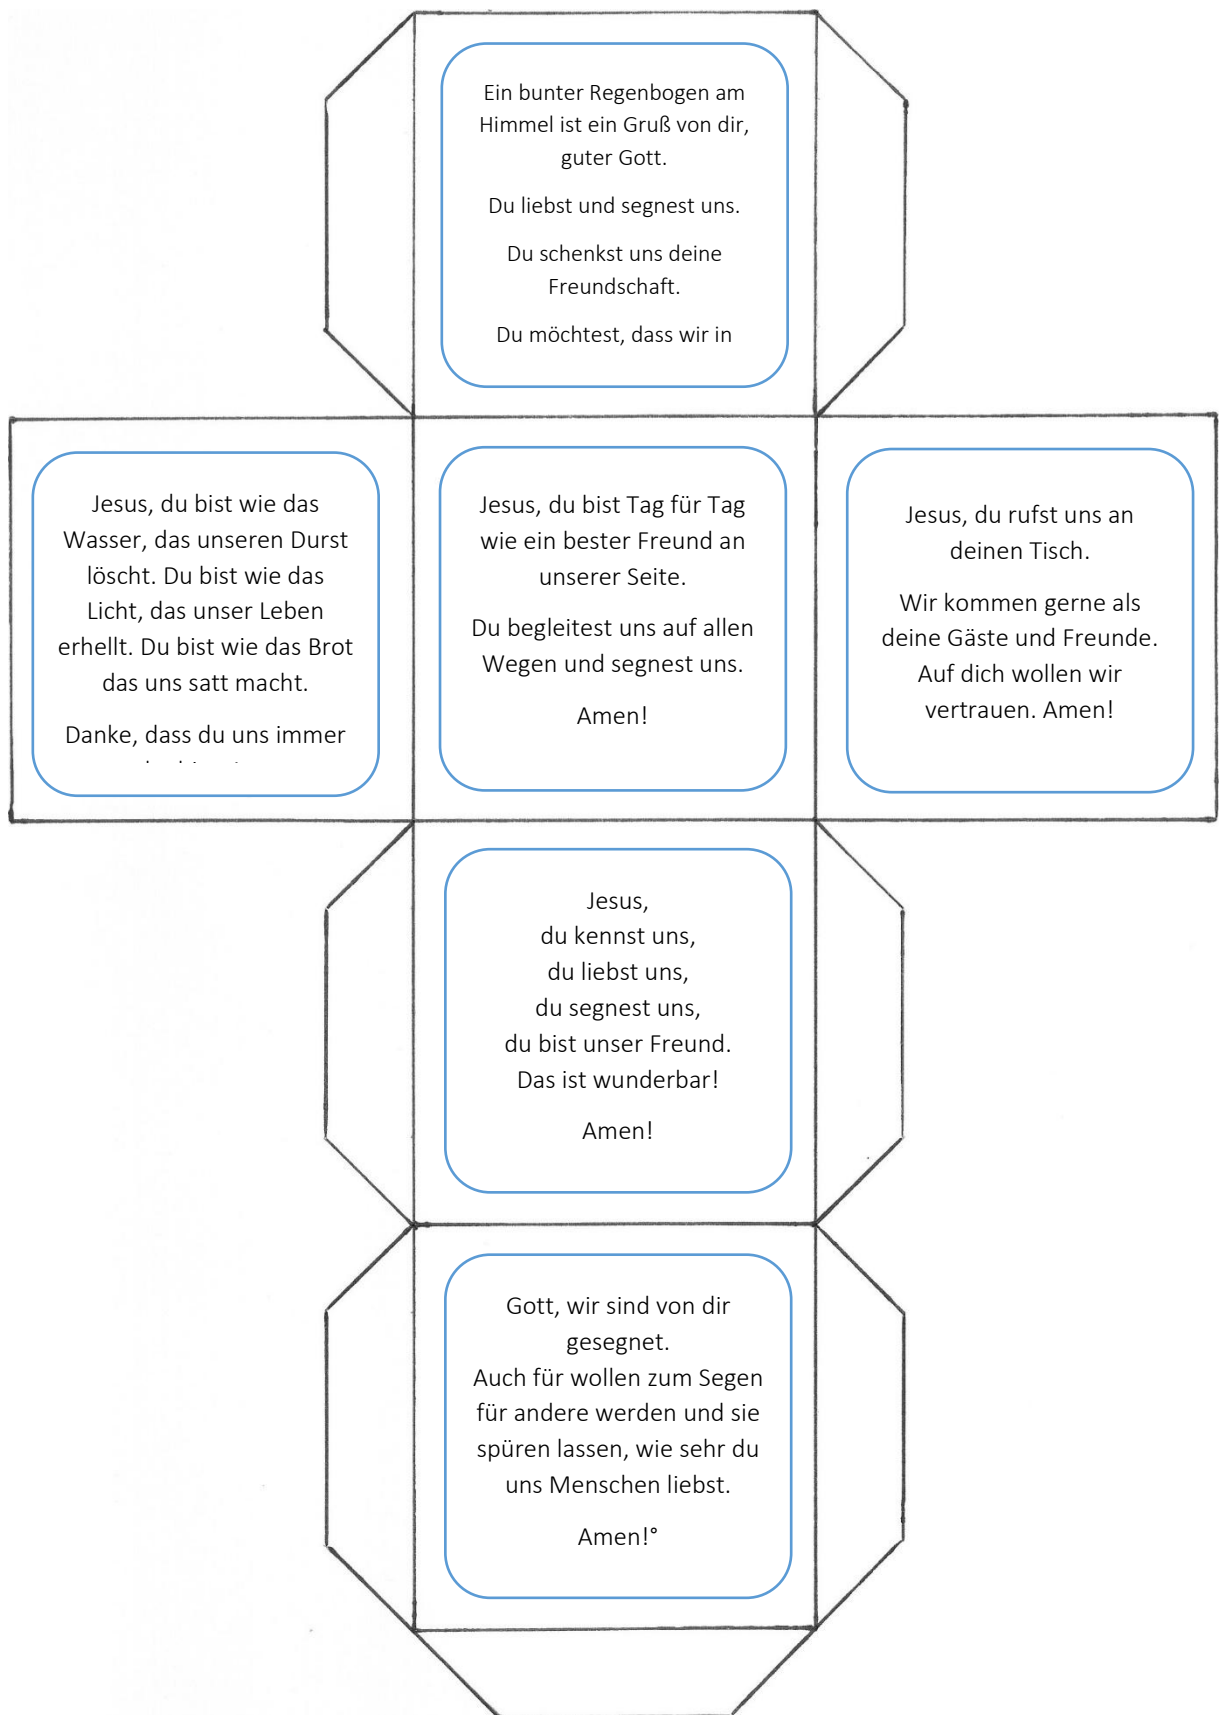 Ein bunter Regenbogen am
Himmel ist ein Gruß von dir,
guter Gott.
Du liebst und segnest uns.
Du schenkst uns deine
Freundschaft.
Du möchtest, dass wir in
Jesus, du bist wie das
Wasser, das unseren Durst
löscht. Du bist wie das
Licht, das unser Leben
erhellt. Du bist wie das Brot
das uns satt macht.
Danke, dass du uns immer
Jesus, du bist Tag für Tag
wie ein bester Freund an
unserer Seite.
Du begleitest uns auf allen
Wegen und segnest uns.
Amen!
Jesus, du rufst uns an
deinen Tisch.
Wir kommen gerne als
deine Gäste und Freunde.
Auf dich wollen wir
vertrauen. Amen!
Jesus,
du kennst uns,
du liebst uns,
du segnest uns,
du bist unser Freund.
Das ist wunderbar!
Amen!
Gott, wir sind von dir
gesegnet.
Auch für wollen zum Segen
für andere werden und sie
spüren lassen, wie sehr du
uns Menschen liebst.
Amen!°